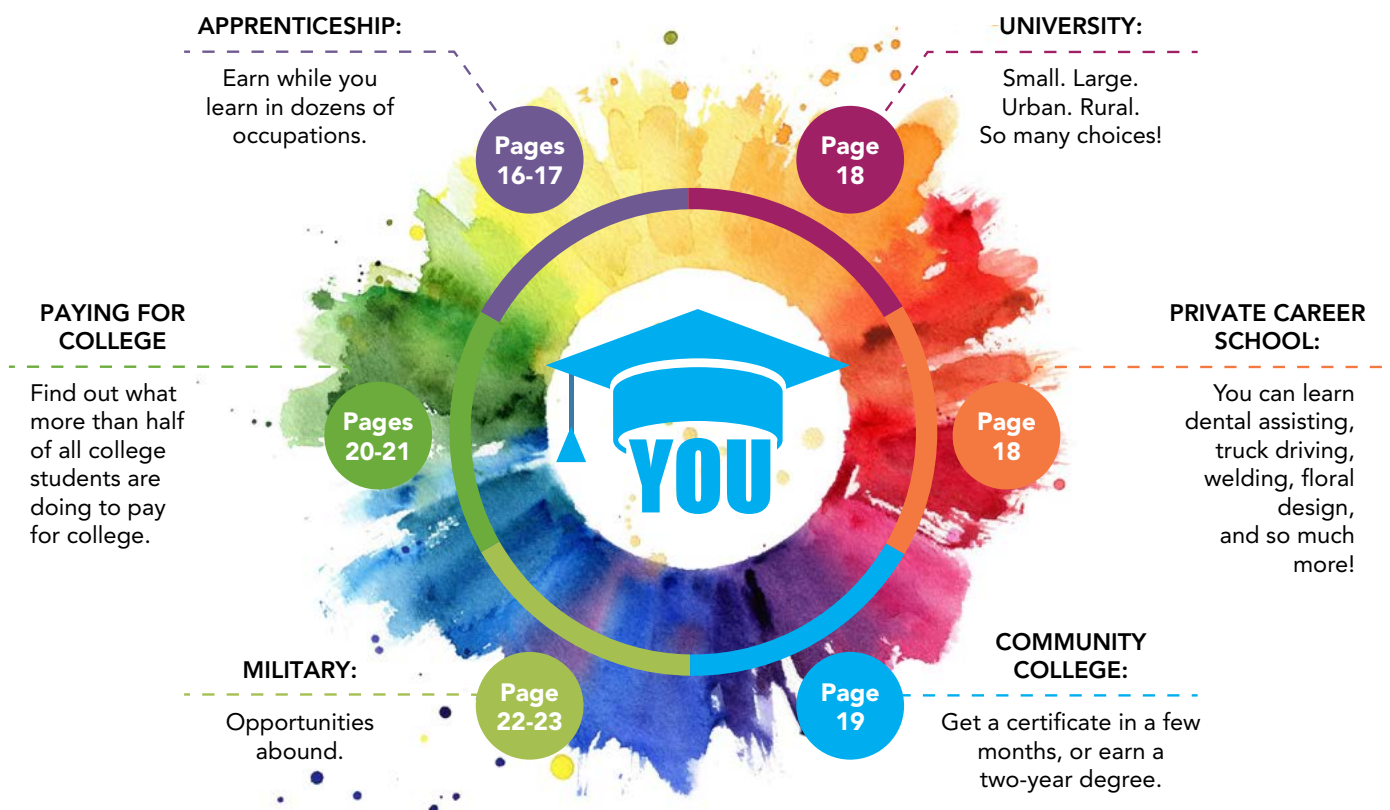 APPRENTICESHIP:
Earn while you
learn in dozens of
occupations.
Pages
16-17
UNIVERSITY:
Small. Large.
Urban. Rural.
So many choices!
Page
18
PAYING FOR
COLLEGE
Find out what
more than half
of all college
students are
doing to pay
for college.
Pages
20-21
YOU
PRIVATE CAREER
SCHOOL:
You can learn
dental assisting,
truck driving,
welding, floral
design,
and so much
more!
Page
18
MILITARY:
Opportunities
abound.
Page
22-23
COMMUNITY
COLLEGE:
Get a certificate in a few
months, or earn a
two-year degree.
Page
19